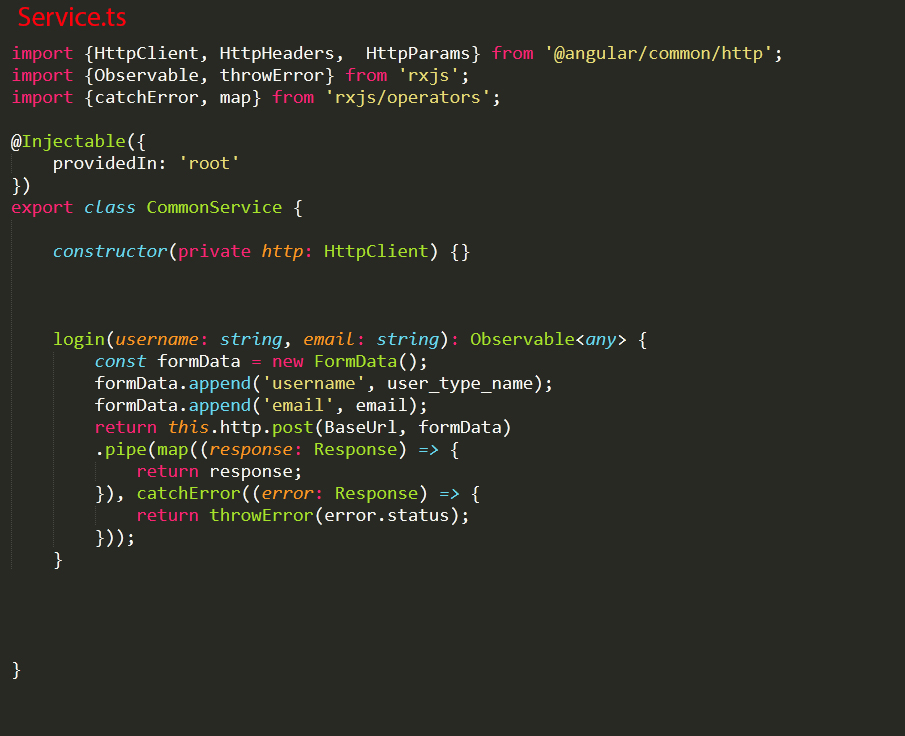 Service.ts
import {HttpClient, HttpHeaders,  HttpParams} from '@angular/common/http';
import {Observable, throwError} from 'rxjs';
import {catchError, map} from 'rxjs/operators';
@Injectable({
    providedIn: 'root'
})
export class CommonService {
    constructor(private http: HttpClient) {}
    login(username: string, email: string): Observable<any> {
        const formData = new FormData();
        formData.append('username', user_type_name);
        formData.append('email', email);
        return this.http.post(BaseUrl, formData)
        .pipe(map((response: Response) => {
            return response;
        }), catchError((error: Response) => {
            return throwError(error.status);
        }));
    }
}